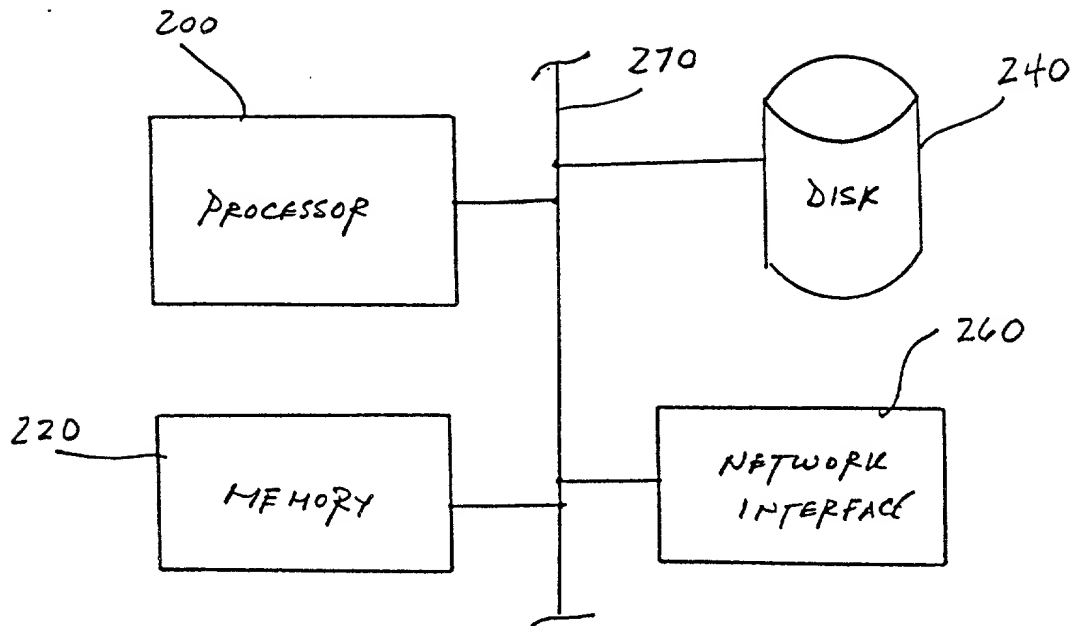 200
270
240
PROCESSOR
DISK
260
220
MEMORY
NETWORK
INTERFACE